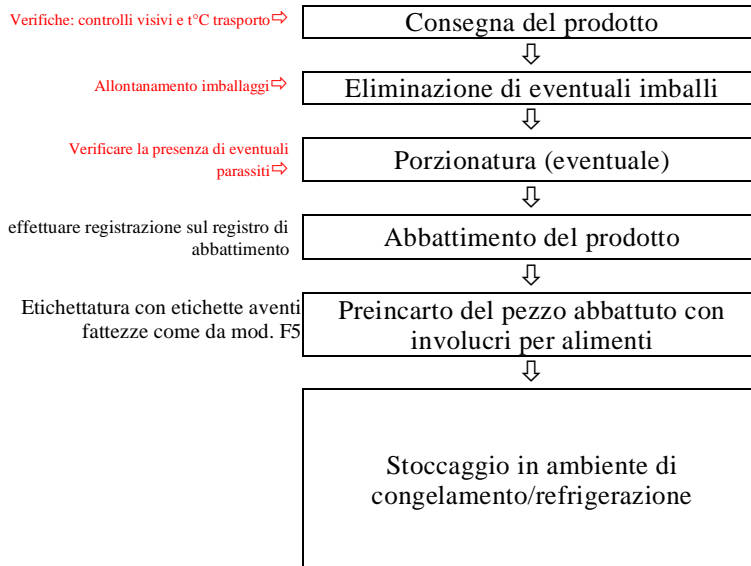 Verifiche: controlli visivi e t°C trasporto⇨
Consegna del prodotto
⇩
Allontanamento imballaggi⇨
Eliminazione di eventuali imballi
⇩
Verificare la presenza di eventuali
parassiti⇨
Porzionatura (eventuale)
⇩
effettuare registrazione sul registro di
abbattimento
Abbattimento del prodotto
⇩
Etichettatura con etichette aventi
fattezze come da mod. F5
Preincarto del pezzo abbattuto con
involucri per alimenti
⇩
Stoccaggio in ambiente di
congelamento/refrigerazione